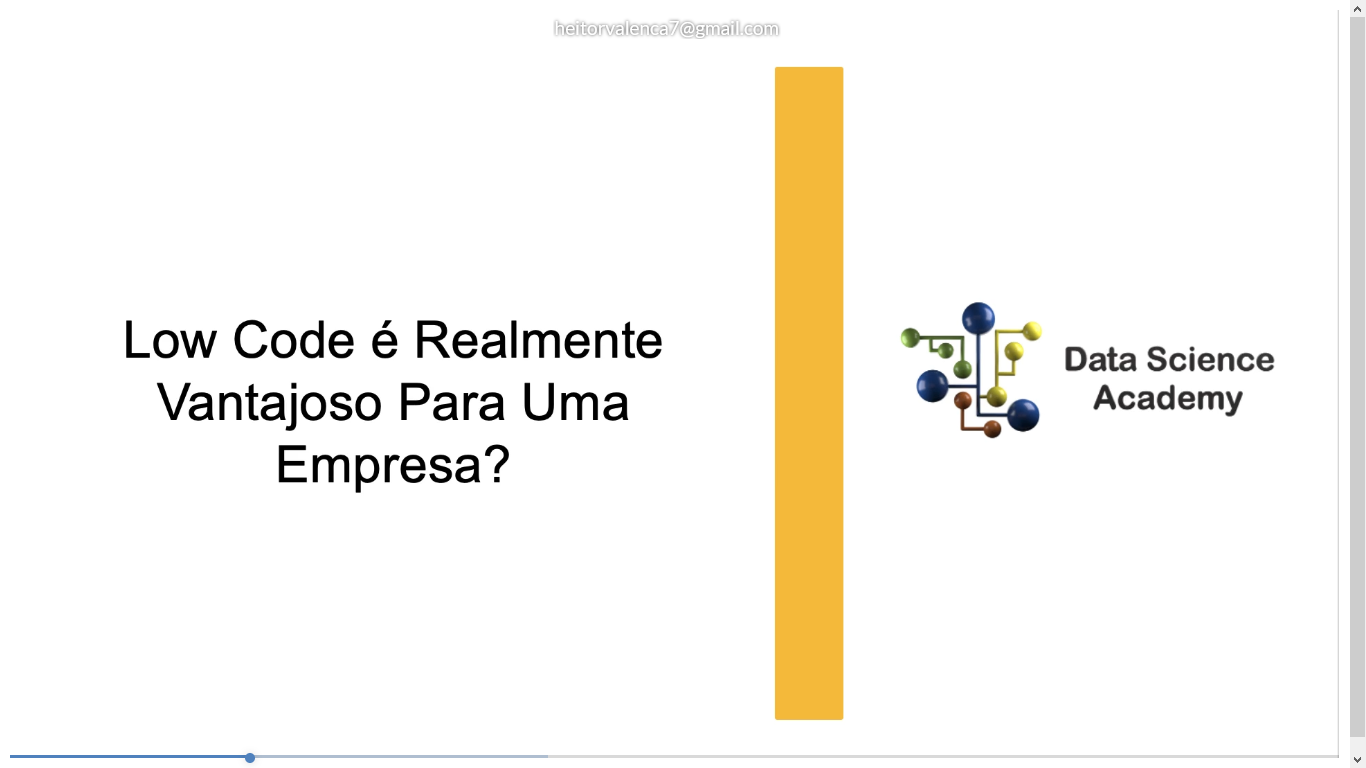 heitorvalenca7@gmail.com
Low Code é Realmente
Vantajoso Para Uma
Empresa?
Data Science
Academy